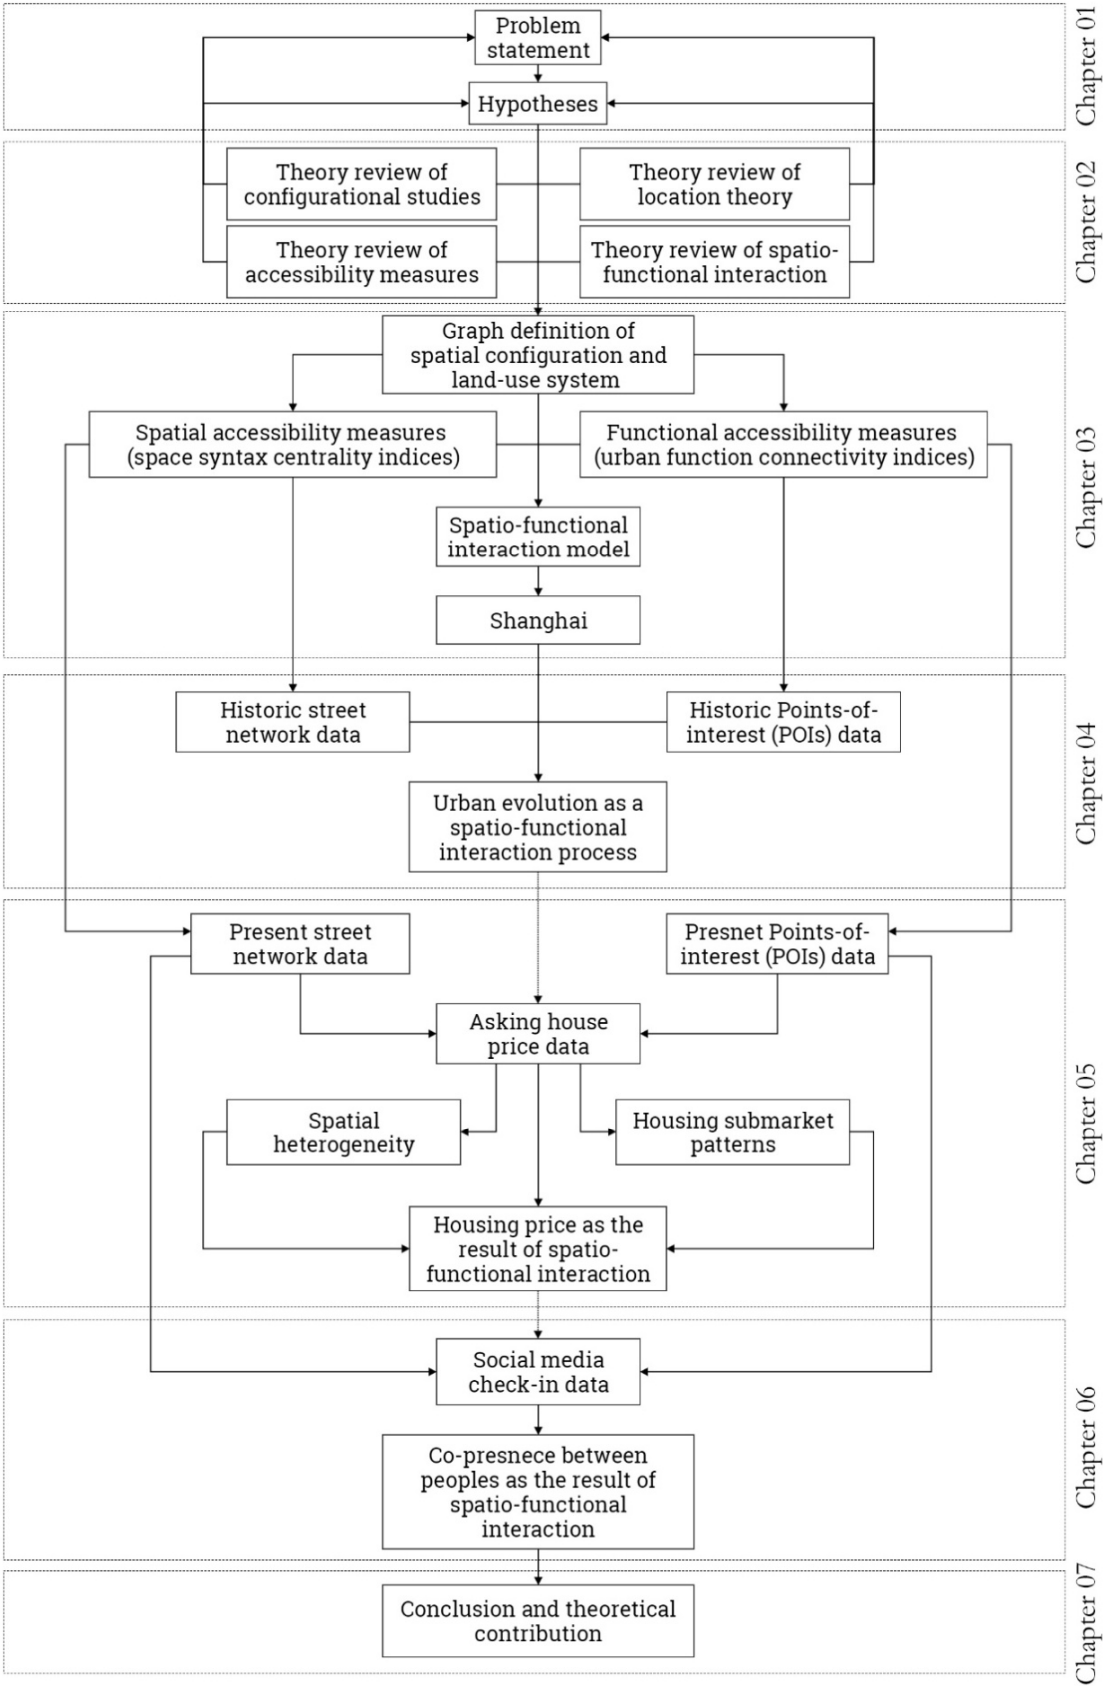 Problem
statement
Hypotheses
Chapter 01
Theory review of
configurational studies
Theory review of
location theory
Theory review of
accessibility measures
Theory review of spatio-
functional interaction
Chapter 02
Graph definition of
spatial configuration and
land-use system
Spatial accessibility measures
(space syntax centrality indices)
Functional accessibility measures
(urban function connectivity indices)
Spatio-functional
interaction model
Shanghai
Chapter 03
Historic street
network data
Historic Points-of-
interest (POIs) data
Urban evolution as a
spatio-functional
interaction process
Chapter 04
Present street
network data
Presnet Points-of-
interest (POIs) data
Asking house
price data
Spatial
heterogeneity
Housing submarket
patterns
Housing price as the
result of spatio-
functional interaction
Chapter 05
Social media
check-in data
Co-presnece between
peoples as the result of
spatio-functional
interaction
Chapter 06
Conclusion and theoretical
contribution
Chapter 07